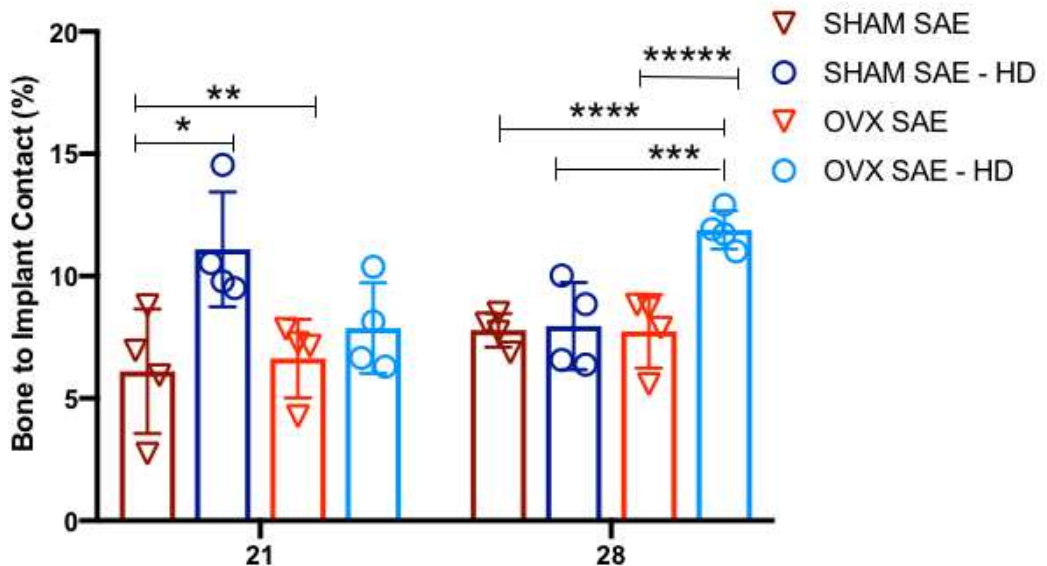 Bone to Implant Contact (%)
20
15
10
5
0
21
28
**
*
*****
****
***
SHAM SAE
SHAM SAE - HD
OVX SAE
OVX SAE - HD